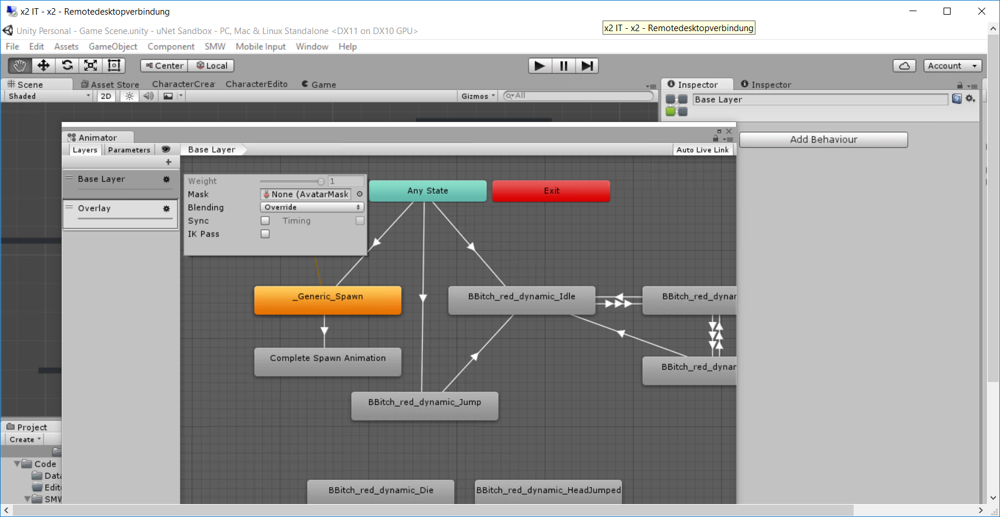 x2 IT - x2 - Remotedesktopverbindung
Unity Personal - Game Scene.unity - uNet Sandbox - PC, Mac & Linux Standalone <DX11 on DX10 GPU>
x2 IT - x2 - Remotedesktopverbindung
File Edit Assets GameObject Component SMW Mobile Input Window Help
Center Local Account
Scene Asset Store CharacterCrea CharacterEdito Game Inspector Inspector
Shaded 2D Gizmos All
Base Layer
Animator
Add Behaviour
Layers Parameters Base Layer Auto Live Link
Base Layer
Overlay
Weight 1
Mask None (AvatarMask
Blending Override
Sync Timing
IK Pass
Any State
Exit
_Generic_Spawn
BBitch_red_dynamic_Idle
BBitch_red_dynar
Complete Spawn Animation
BBitch_red_dynar
BBitch_red_dynamic_Jump
BBitch_red_dynamic_Die
BBitch_red_dynamic_HeadJumped
Project
Create
Code
Data
Edito
SMW